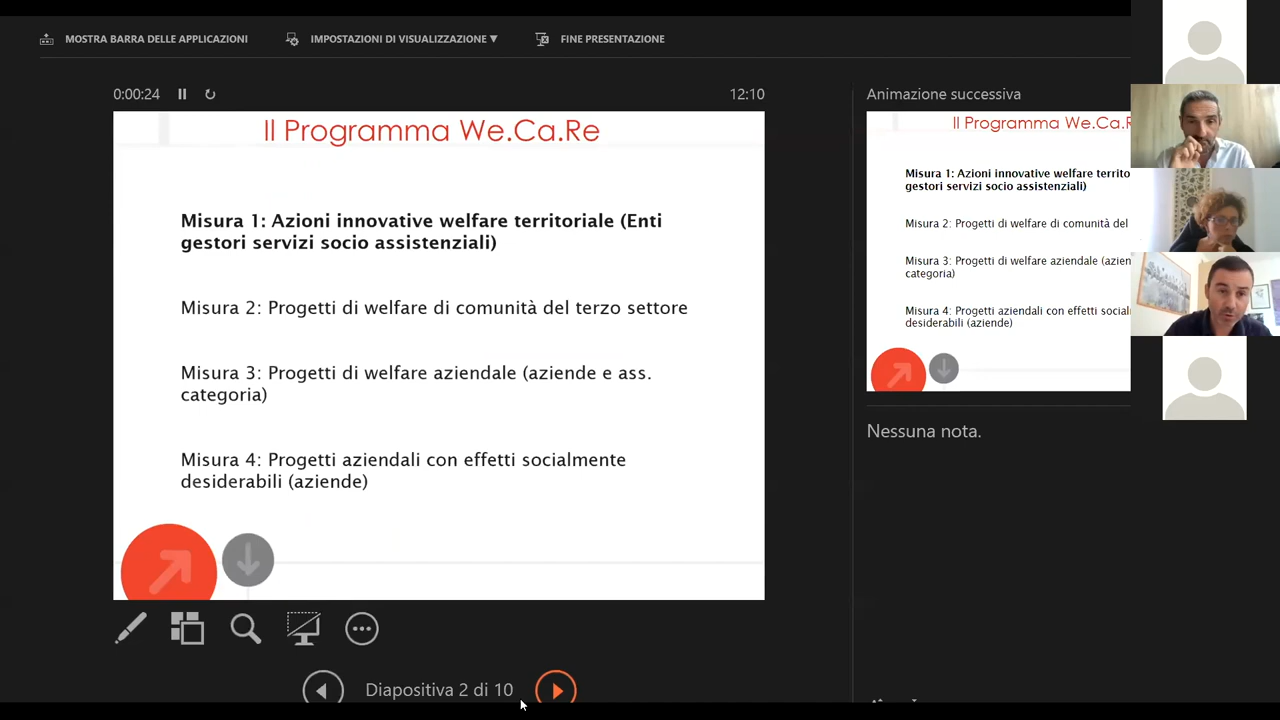 MOSTRA BARRA DELLE APPLICAZIONI
IMPOSTAZIONI DI VISUALIZZAZIONE ▼
FINE PRESENTAZIONE
0:00:24
12:10
Il Programma We.Ca.Re
Misura 1: Azioni innovative welfare territoriale (Enti
gestori servizi socio assistenziali)
Misura 2: Progetti di welfare di comunità del terzo settore
Misura 3: Progetti di welfare aziendale (aziende e ass.
categoria)
Misura 4: Progetti aziendali con effetti socialmente
desiderabili (aziende)
Diapositiva 2 di 10
Animazione successiva
Il Programma We.Ca.R
Misura 1: Azioni innovative welfare territo
gestori servizi socio assistenziali)
Misura 2: Progetti di welfare di comunità del
Misura 3: Progetti di welfare aziendale (azien
categoria)
Misura 4: Progetti aziendali con effetti social
desiderabili (aziende)
Nessuna nota.